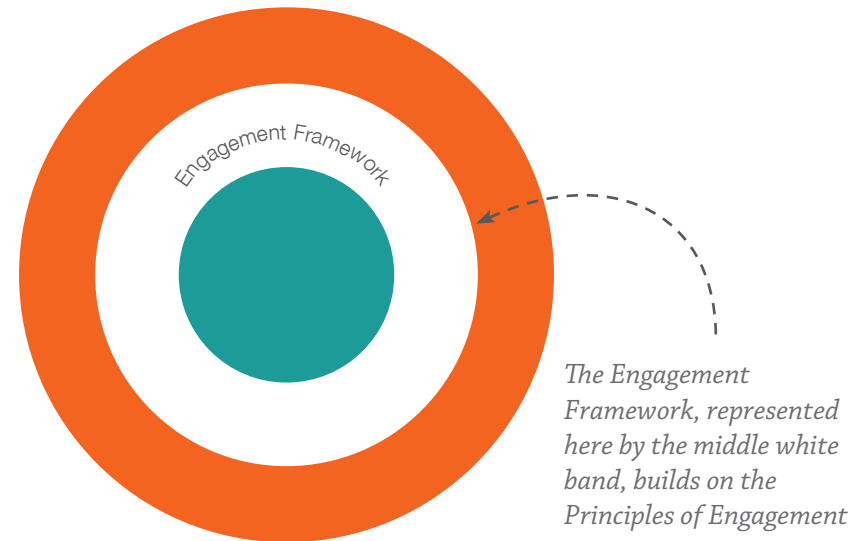 Engagement Framework
The Engagement
Framework, represented
here by the middle white
band, builds on the
Principles of Engagement